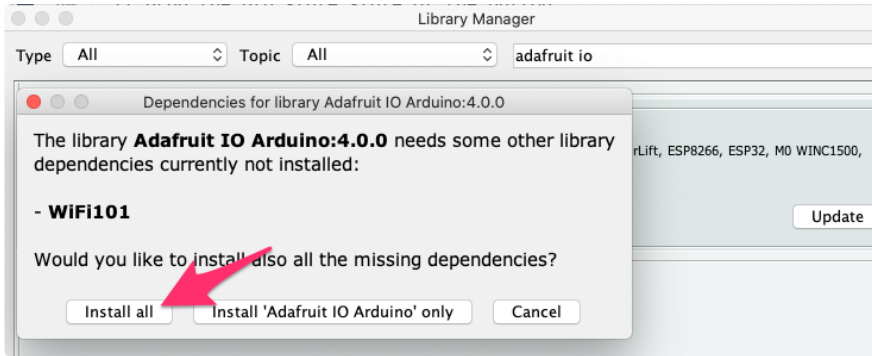 Library Manager
Type All Topic All adafruit io
Dependencies for library Adafruit IO Arduino:4.0.0
The library Adafruit IO Arduino:4.0.0 needs some other library
dependencies currently not installed:
rLift, ESP8266, ESP32, M0 WINC1500,
- WiFi101
Update
Would you like to install also all the missing dependencies?
Install all Install 'Adafruit IO Arduino' only Cancel